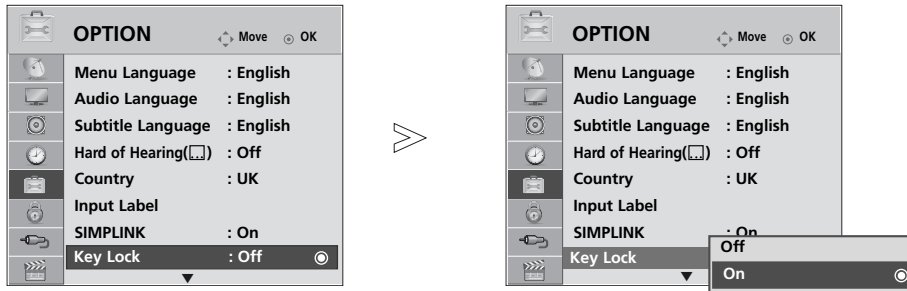 OPTION Move OK
Menu Language : English
Audio Language : English
Subtitle Language : English
Hard of Hearing( ) : Off
Country : UK
Input Label
SIMPLINK : On
Key Lock : Off
OPTION Move OK
Menu Language : English
Audio Language : English
Subtitle Language : English
Hard of Hearing( ) : Off
Country : UK
Input Label
SIMPLINK : On
Key Lock
Off
On